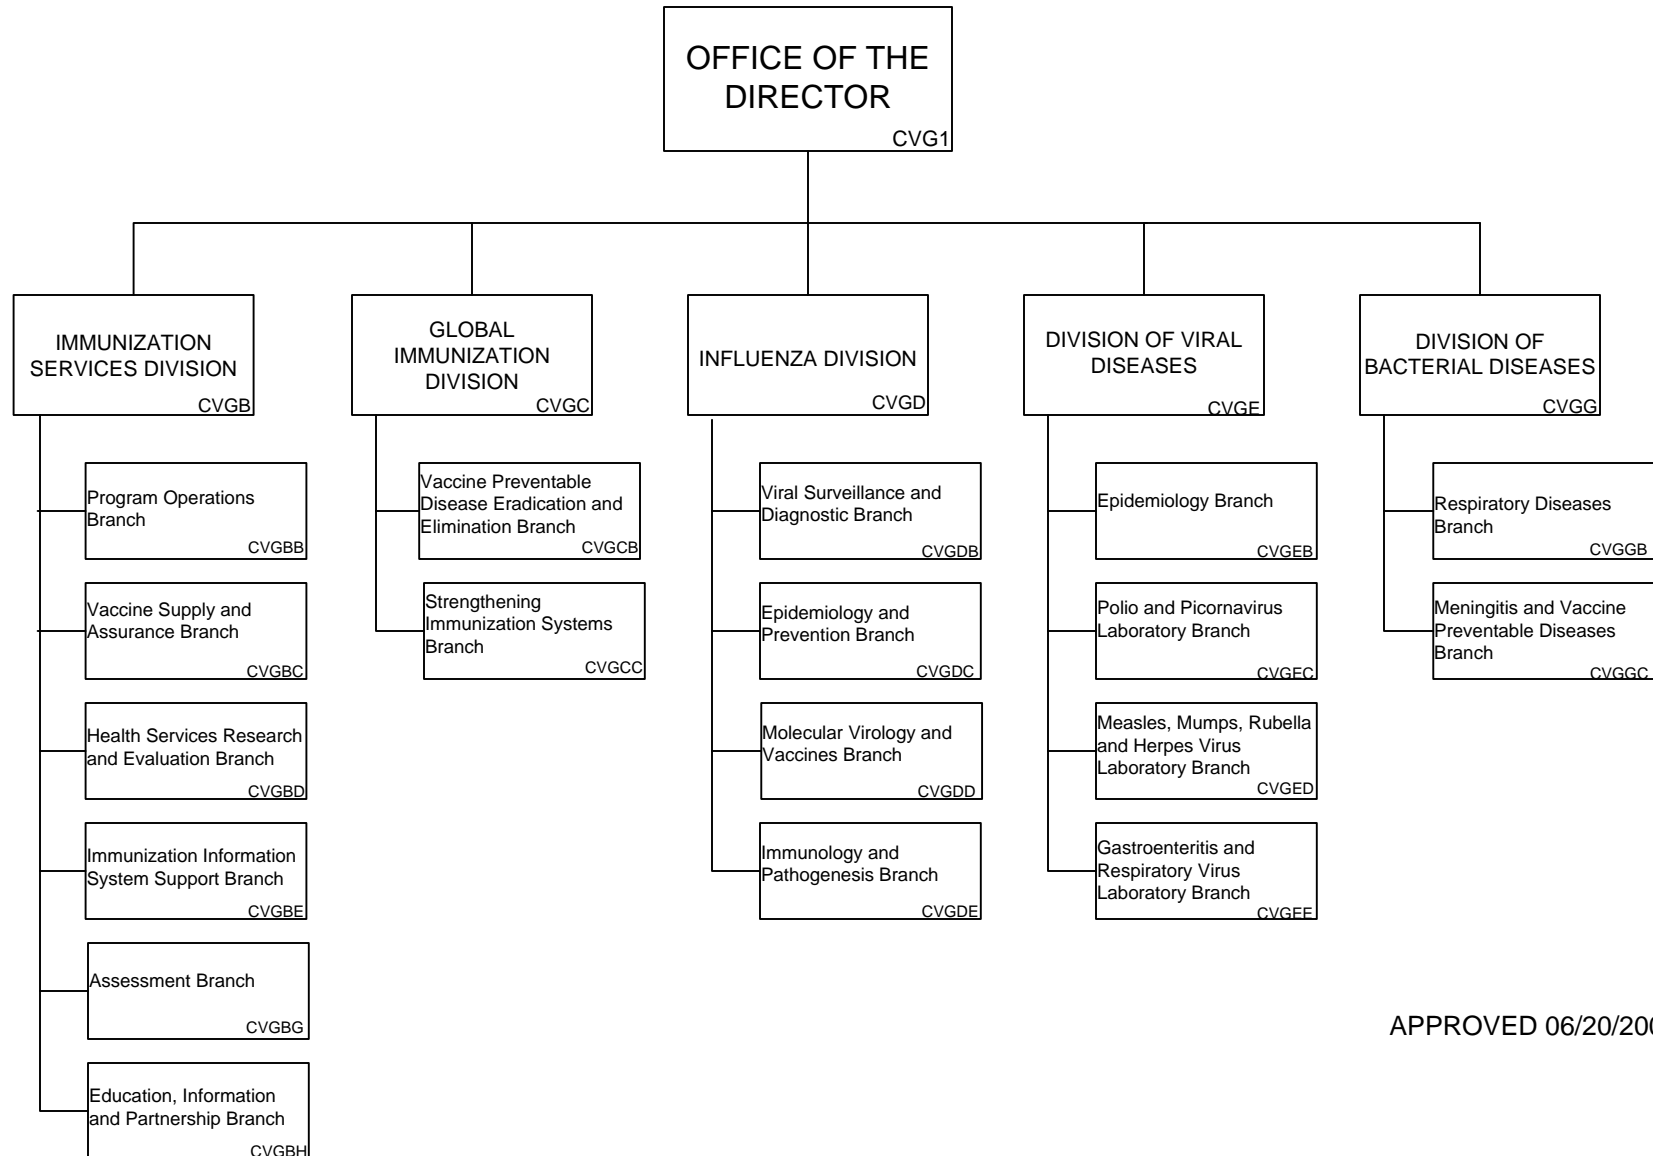 OFFICE OF THE
DIRECTOR
CVG1
IMMUNIZATION
SERVICES DIVISION
CVGB
GLOBAL
IMMUNIZATION
DIVISION
CVGC
INFLUENZA DIVISION
CVGD
DIVISION OF VIRAL
DISEASES
CVGE
DIVISION OF
BACTERIAL DISEASES
CVGG
Program Operations
Branch
CVGBB
Vaccine Supply and
Assurance Branch
CVGBC
Health Services Research
and Evaluation Branch
CVGBD
Immunization Information
System Support Branch
CVGBE
Assessment Branch
CVGBG
Education, Information
and Partnership Branch
CVGBH
Vaccine Preventable
Disease Eradication and
Elimination Branch
CVGCB
Strengthening
Immunization Systems
Branch
CVGCC
Viral Surveillance and
Diagnostic Branch
CVGDB
Epidemiology and
Prevention Branch
CVGDC
Molecular Virology and
Vaccines Branch
CVGDD
Immunology and
Pathogenesis Branch
CVGDE
Epidemiology Branch
CVGEB
Polio and Picornavirus
Laboratory Branch
CVGEC
Measles, Mumps, Rubella
and Herpes Virus
Laboratory Branch
CVGED
Gastroenteritis and
Respiratory Virus
Laboratory Branch
CVGEE
Respiratory Diseases
Branch
CVGGB
Meningitis and Vaccine
Preventable Diseases
Branch
CVGGC
APPROVED